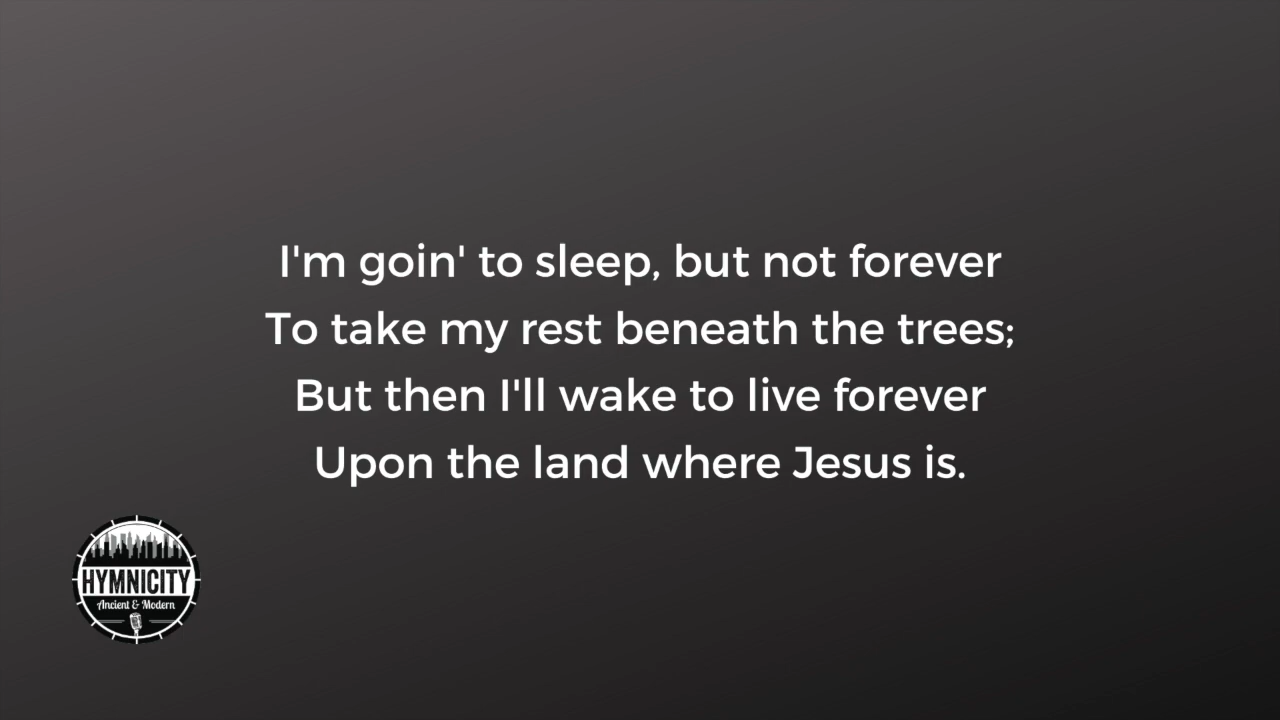 I'm goin' to sleep, but not forever
To take my rest beneath the trees;
But then I'll wake to live forever
Upon the land where Jesus is.
HYMNICITY
Ancient & Modern